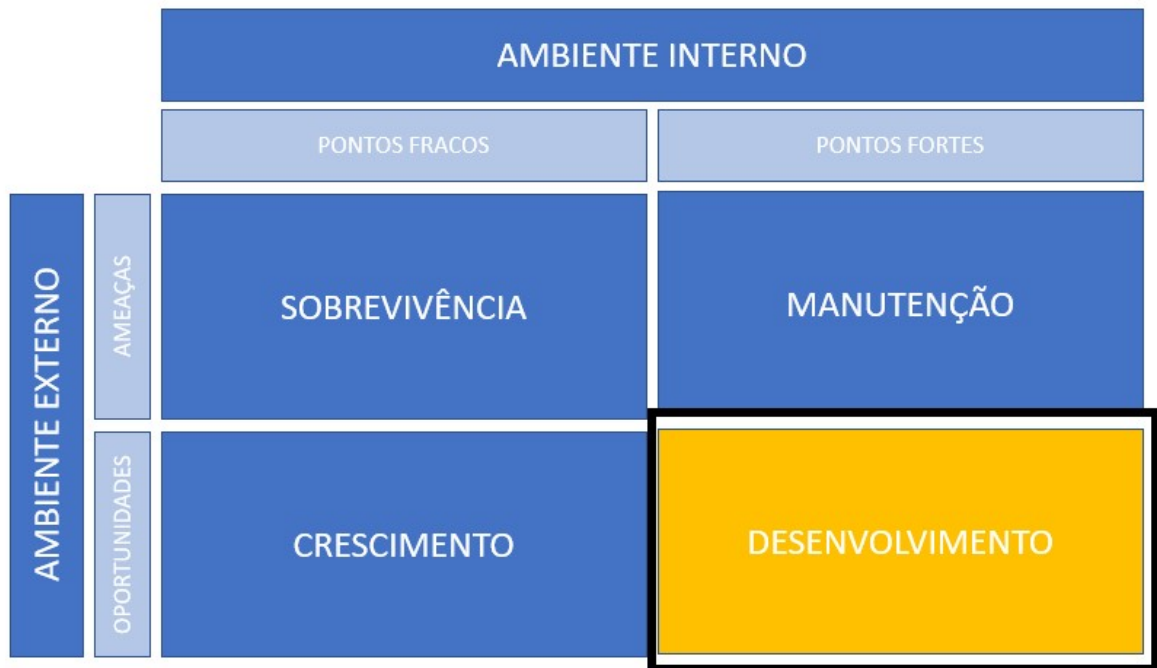 AMBIENTE INTERNO
PONTOS FRACOS
PONTOS FORTES
AMBIENTE EXTERNO
AMEAÇAS
SOBREVIVÊNCIA
MANUTENÇÃO
OPORTUNIDADES
CRESCIMENTO
DESENVOLVIMENTO